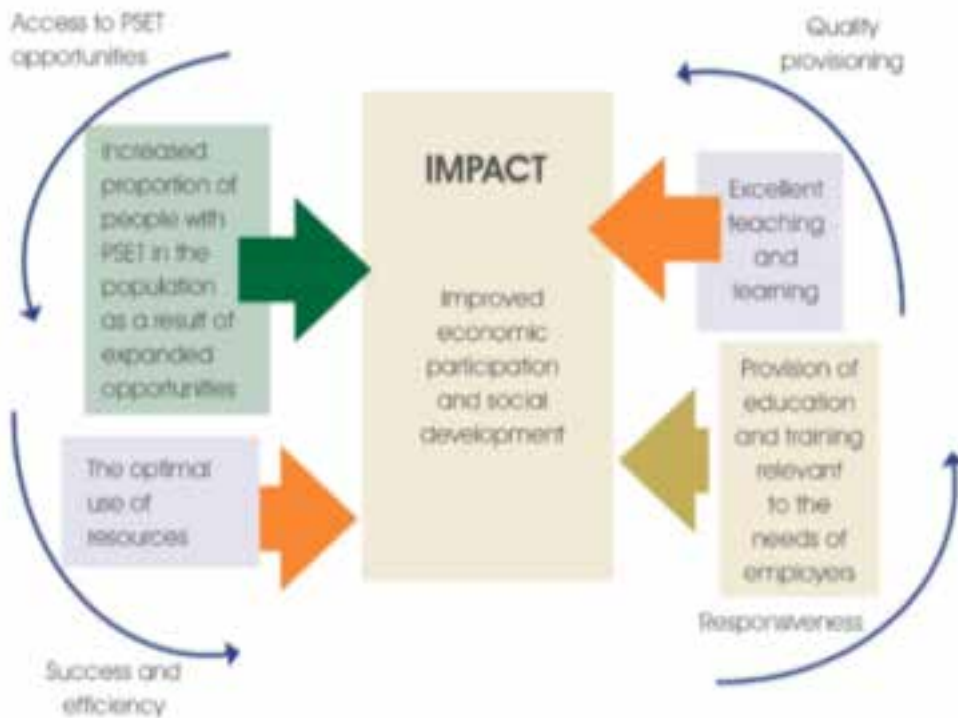 Access to PSET
opportunities
Increased
proportion of
people with
PSET in the
population
as a result of
expanded
opportunities
The optimal
use of
resources
Success and
efficiency
IMPACT
Improved
economic
participation
and social
development
Quality
provisioning
Excellent
teaching
and
learning
Provision of
education
and training
relevant
to the
needs of
employers
Responsiveness